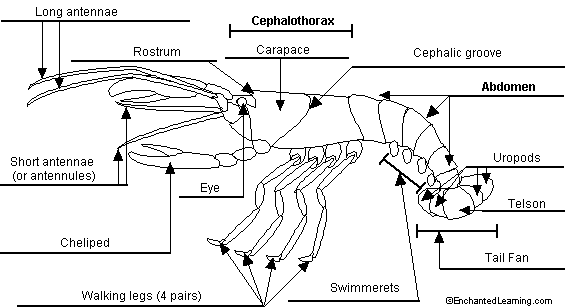 Long antennae
Cephalothorax
Rostrum
Carapace
Cephalic groove
Abdomen
Short antennae
(or antennules)
Eye
Uropods
Telson
Cheliped
Tail Fan
Walking legs (4 pairs)
Swimmerets
©EnchantedLearning.com